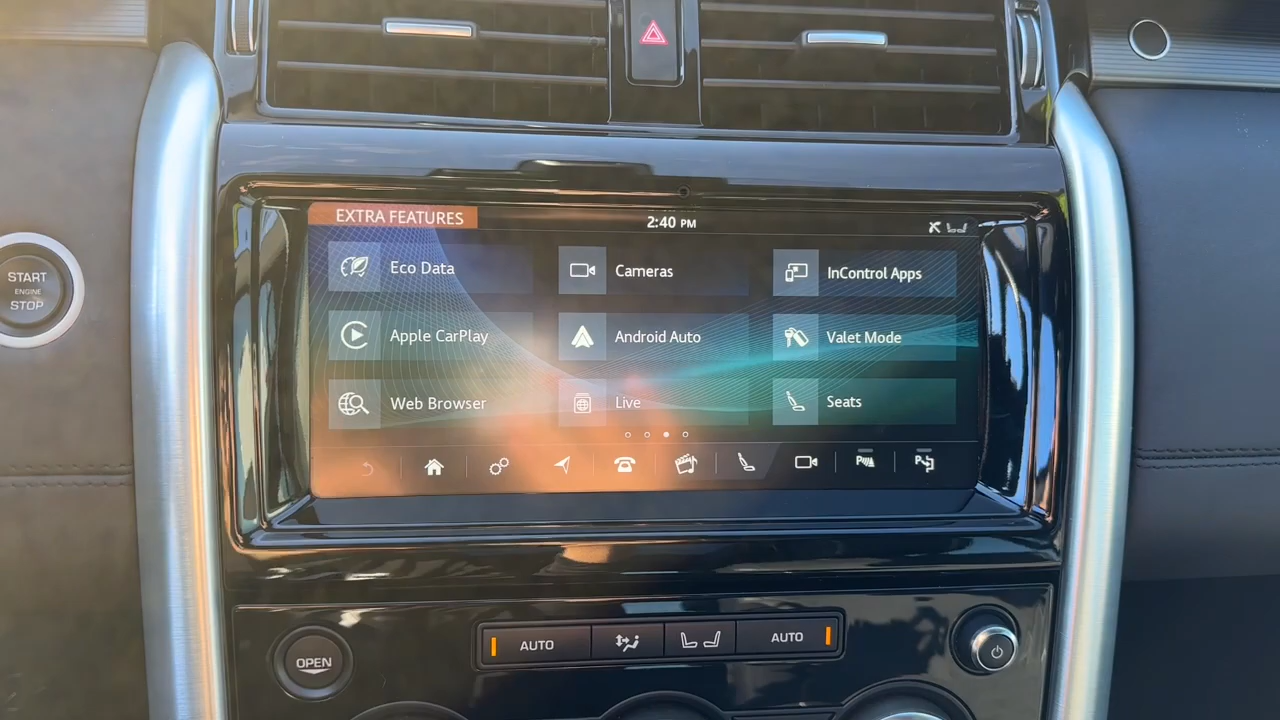 EXTRA FEATURES
2:40 PM
START
ENGINE
STOP
Eco Data
Cameras
InControl Apps
Apple CarPlay
Android Auto
Valet Mode
Web Browser
Live
Seats
AUTO
AUTO
OPEN